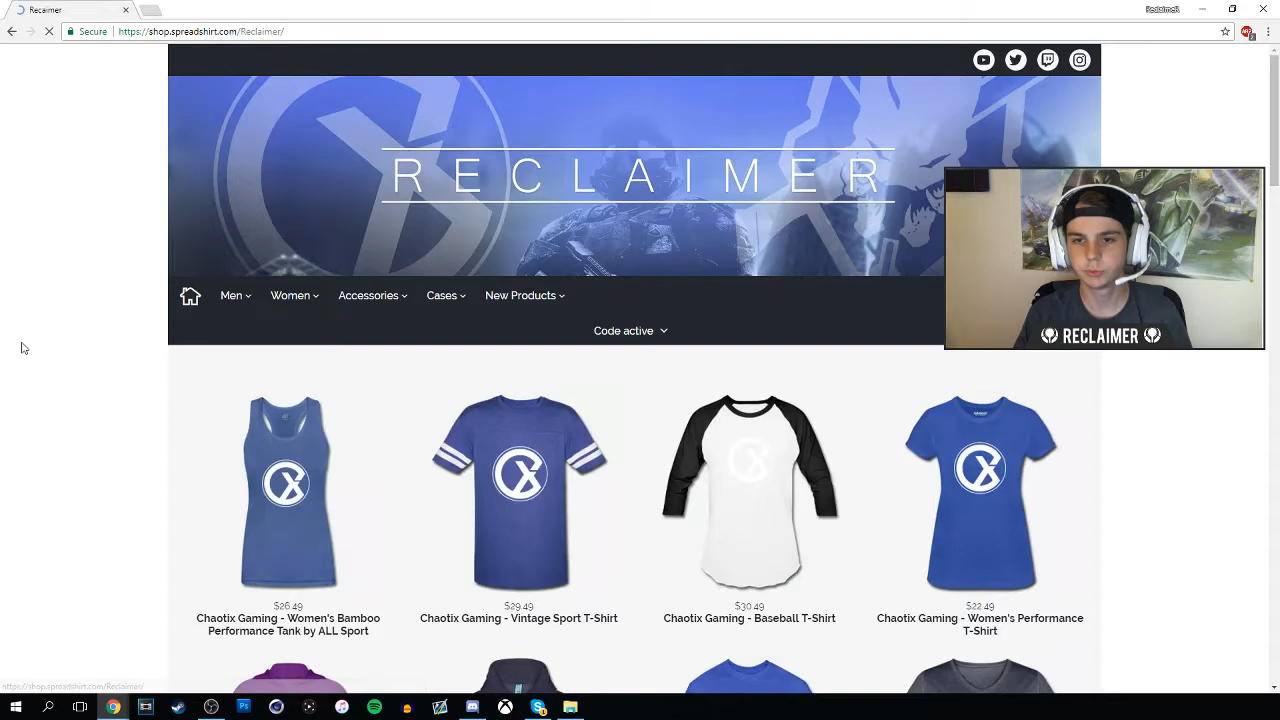 Reclaimer
ReclaimeR
Secure
https://shop.spreadshirt.com/Reclaimer/
RECLAIMER
Men
Women
Accessories
Cases
New Products
Code active
RECLAIMER
$26.49
Chaotix Gaming - Women's Bamboo
Performance Tank by ALL Sport
$29.49
Chaotix Gaming - Vintage Sport T-Shirt
$30.49
Chaotix Gaming - Baseball T-Shirt
$22.49
Chaotix Gaming - Women's Performance
T-Shirt
https://shop.spreadshirt.com/Reclaimer/
Ps